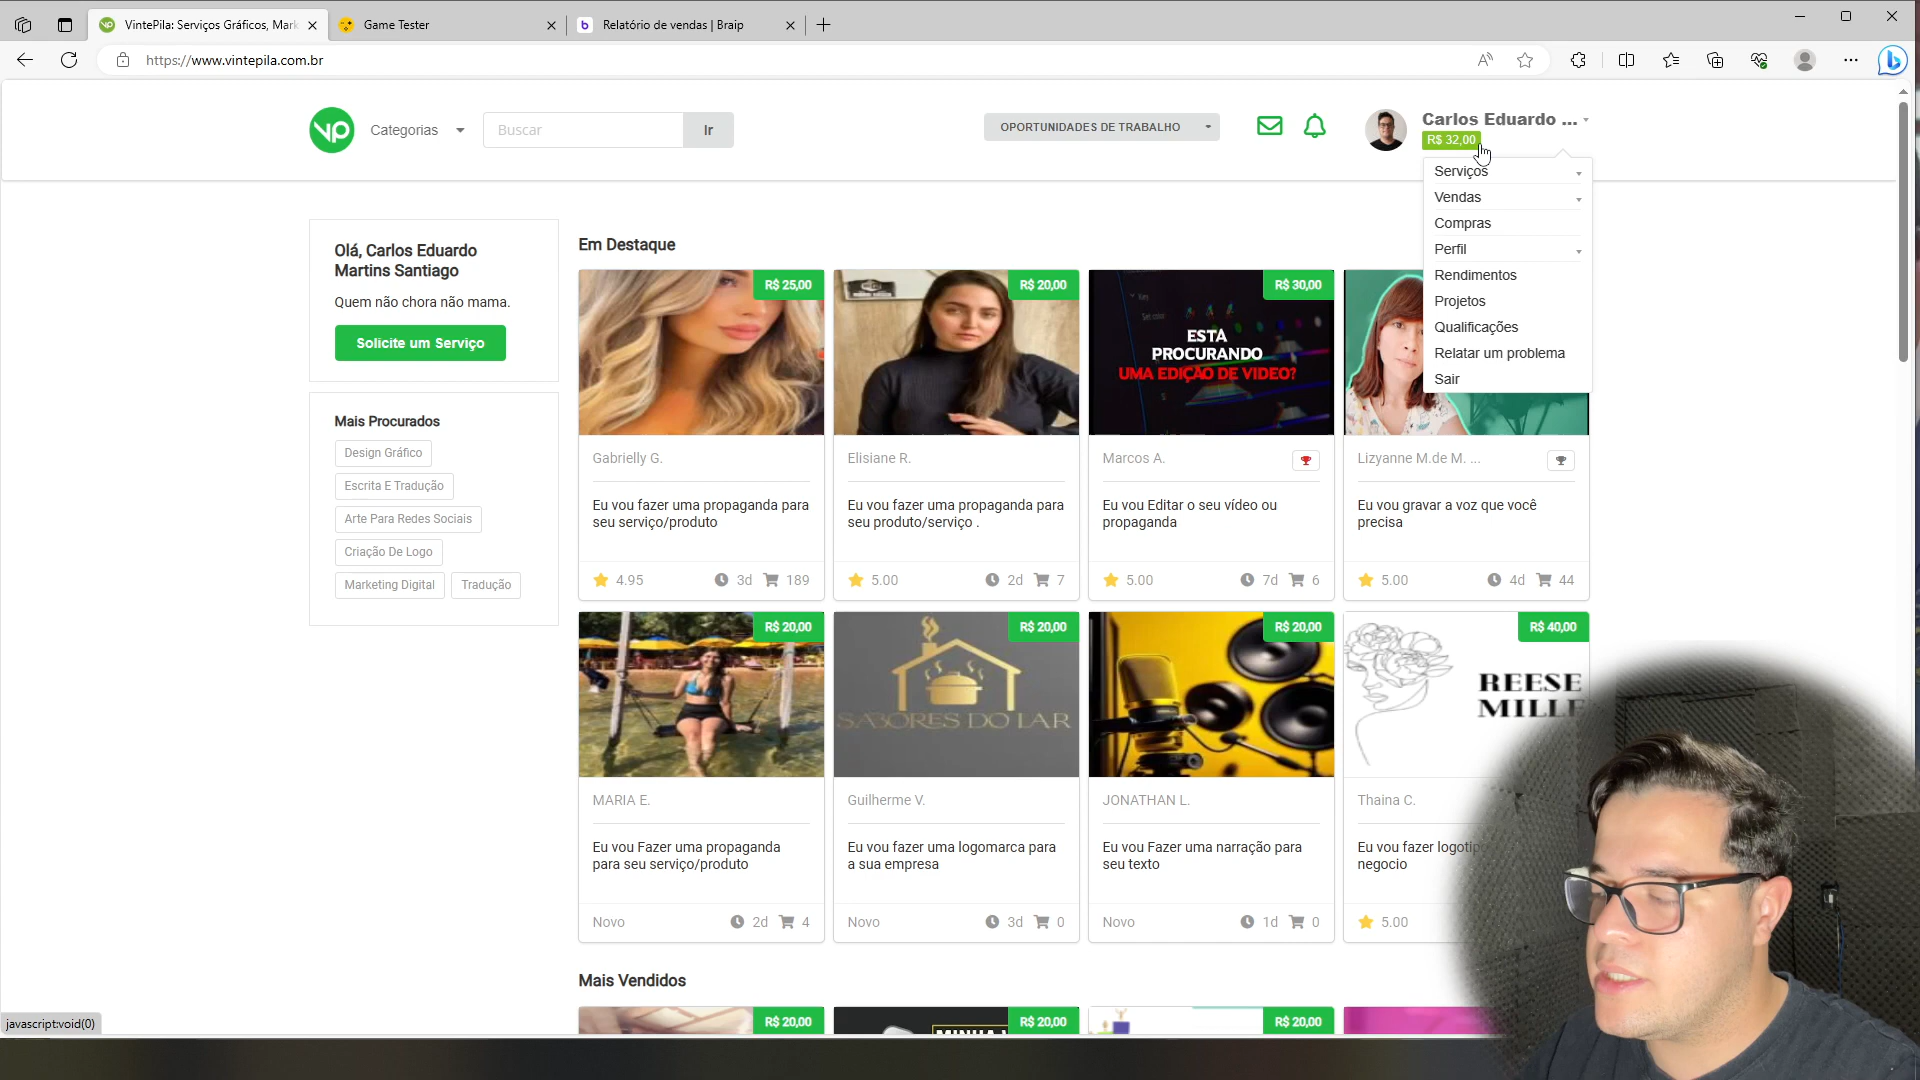 VintePila: Serviços Gráficos, Mark
Game Tester
Relatório de vendas | Braip
https://www.vintepila.com.br
vp
Categorias
Buscar
Ir
OPORTUNIDADES DE TRABALHO
Carlos Eduardo ...
R$ 32,00
Serviços
Vendas
Compras
Perfil
Rendimentos
Projetos
Qualificações
Relatar um problema
Sair
Olá, Carlos Eduardo
Martins Santiago
Quem não chora não mama.
Solicite um Serviço
Mais Procurados
Design Gráfico
Escrita E Tradução
Arte Para Redes Sociais
Criação De Logo
Marketing Digital
Tradução
Em Destaque
R$ 25,00
Gabrielly G.
Eu vou fazer uma propaganda para
seu serviço/produto
4.95 3d 189
R$ 20,00
Elisiane R.
Eu vou fazer uma propaganda para
seu produto/serviço .
5.00 2d 7
R$ 30,00
ESTA
PROCURANDO
UMA EDIÇAO DE VIDEO?
Marcos A.
Eu vou Editar o seu vídeo ou
propaganda
5.00 7d 6
Lizyanne M.de M. ...
Eu vou gravar a voz que você
precisa
5.00 4d 44
R$ 20,00
MARIA E.
Eu vou Fazer uma propaganda
para seu serviço/produto
Novo 2d 4
R$ 20,00
SABORES DO LAR
Guilherme V.
Eu vou fazer uma logomarca para
a sua empresa
Novo 3d 0
R$ 20,00
JONATHAN L.
Eu vou Fazer uma narração para
seu texto
Novo 1d 0
R$ 40,00
REESE
MILLE
Thaina C.
Eu vou fazer
negocio
5.00
Mais Vendidos
R$ 20,00
R$ 20,00
R$ 20,00
javascript:void(0)